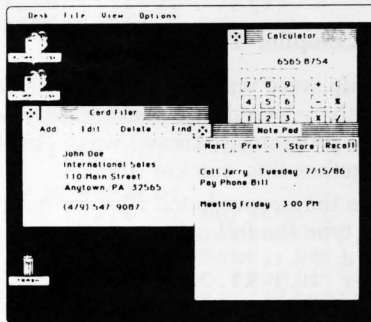 Desk File View Options
Calculator
6565 8754
7 8 9 + C
4 5 6 -
1 2 3
Card Filer
Add Edit Delete Find
John Doe
International Sales
110 Main Street
Anytown, PA 32565
(479) 547 9087
Note Pad
Next Prev 1 Store Recall
Call Jerry Tuesday 7/15/86
Pay Phone Bill
Meeting Friday 3:00 PM